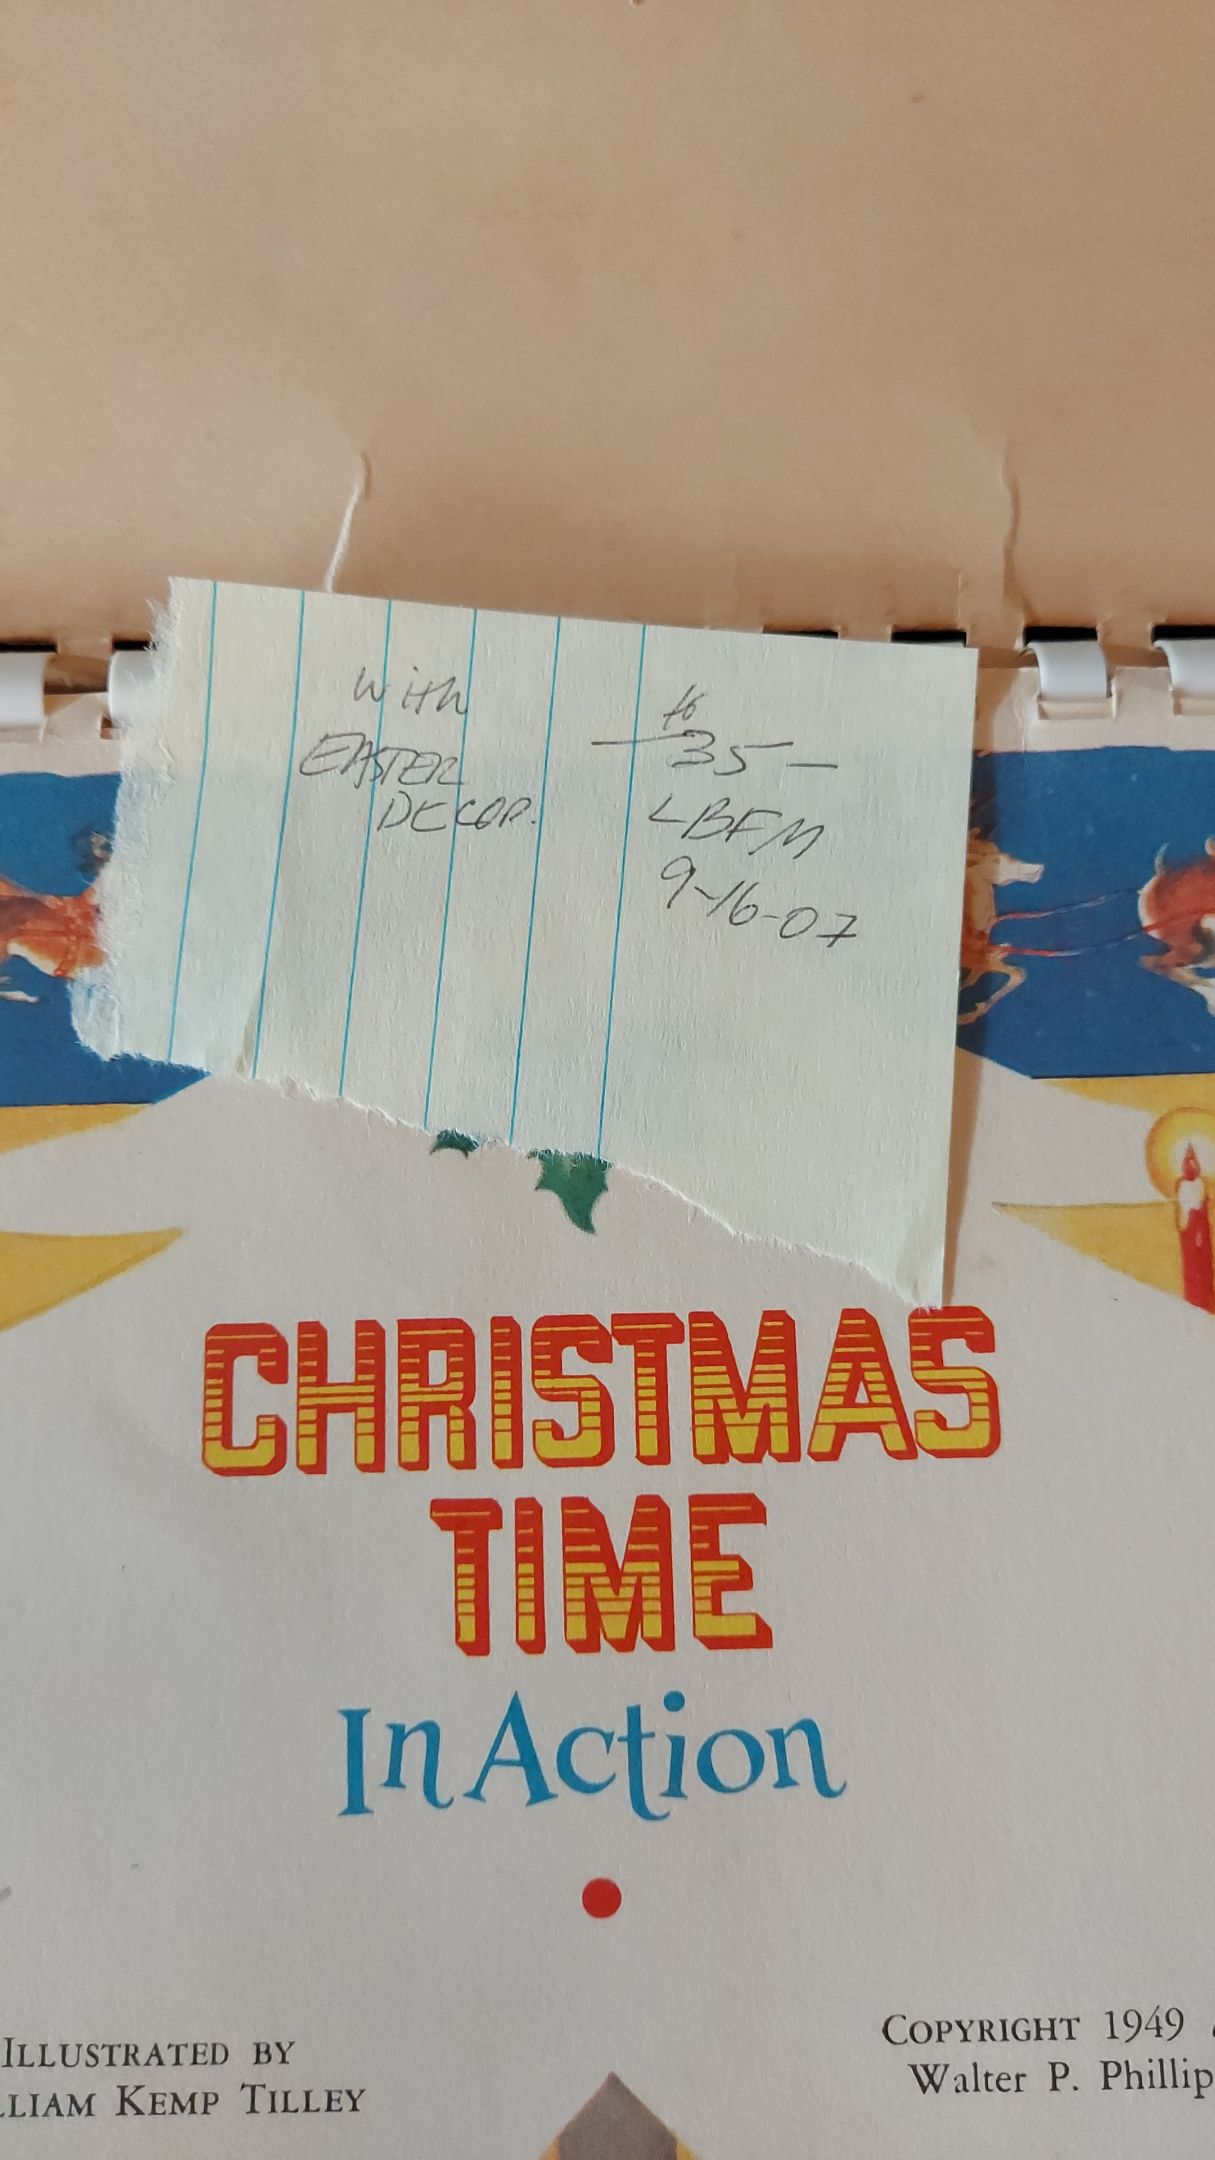 with
EASTER
DECOR.
16
35-
LBFM
9-16-07
CHRISTMAS
TIME
In Action
ILLUSTRATED BY
LLIAM KEMP TILLEY
COPYRIGHT 1949
Walter P. Phillip